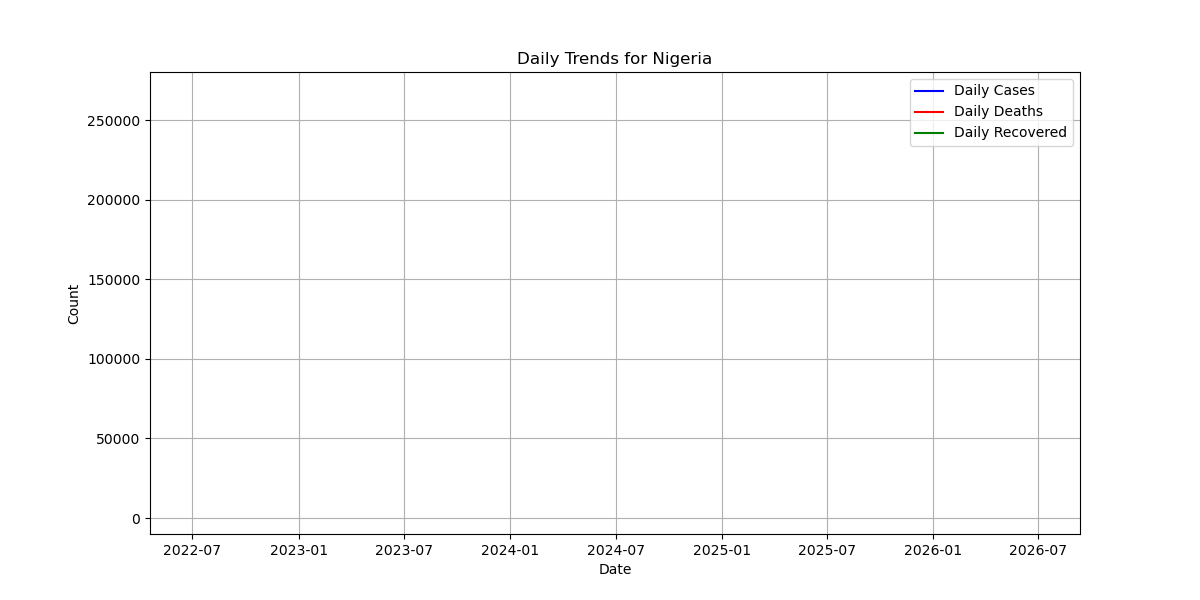 Daily Trends for Nigeria
Daily Cases
Daily Deaths
Daily Recovered
250000
200000
150000
100000
50000
0
Count
2022-07 2023-01 2023-07 2024-01 2024-07 2025-01 2025-07 2026-01 2026-07
Date